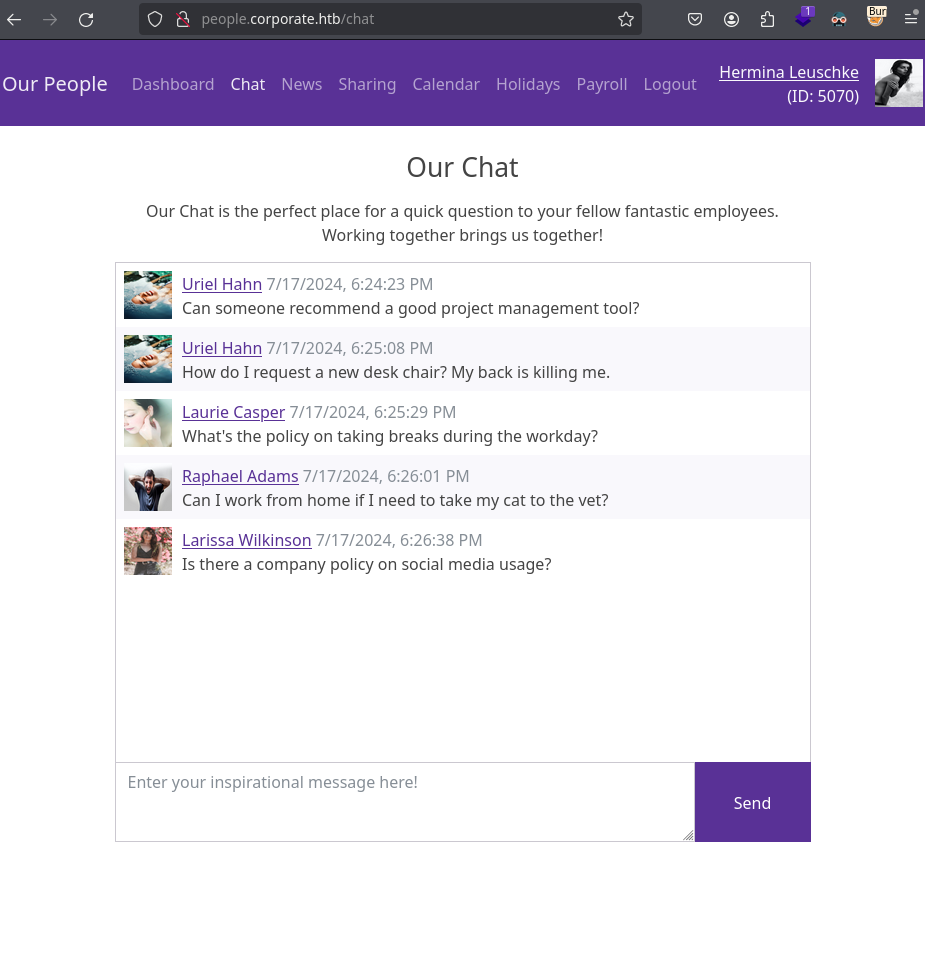 people.corporate.htb/chat
1
Bur
Our People Dashboard Chat News Sharing Calendar Holidays Payroll Logout Hermina Leuschke
(ID: 5070)
Our Chat
Our Chat is the perfect place for a quick question to your fellow fantastic employees.
Working together brings us together!
Uriel Hahn 7/17/2024, 6:24:23 PM
Can someone recommend a good project management tool?
Uriel Hahn 7/17/2024, 6:25:08 PM
How do I request a new desk chair? My back is killing me.
Laurie Casper 7/17/2024, 6:25:29 PM
What's the policy on taking breaks during the workday?
Raphael Adams 7/17/2024, 6:26:01 PM
Can I work from home if I need to take my cat to the vet?
Larissa Wilkinson 7/17/2024, 6:26:38 PM
Is there a company policy on social media usage?
Enter your inspirational message here!
Send